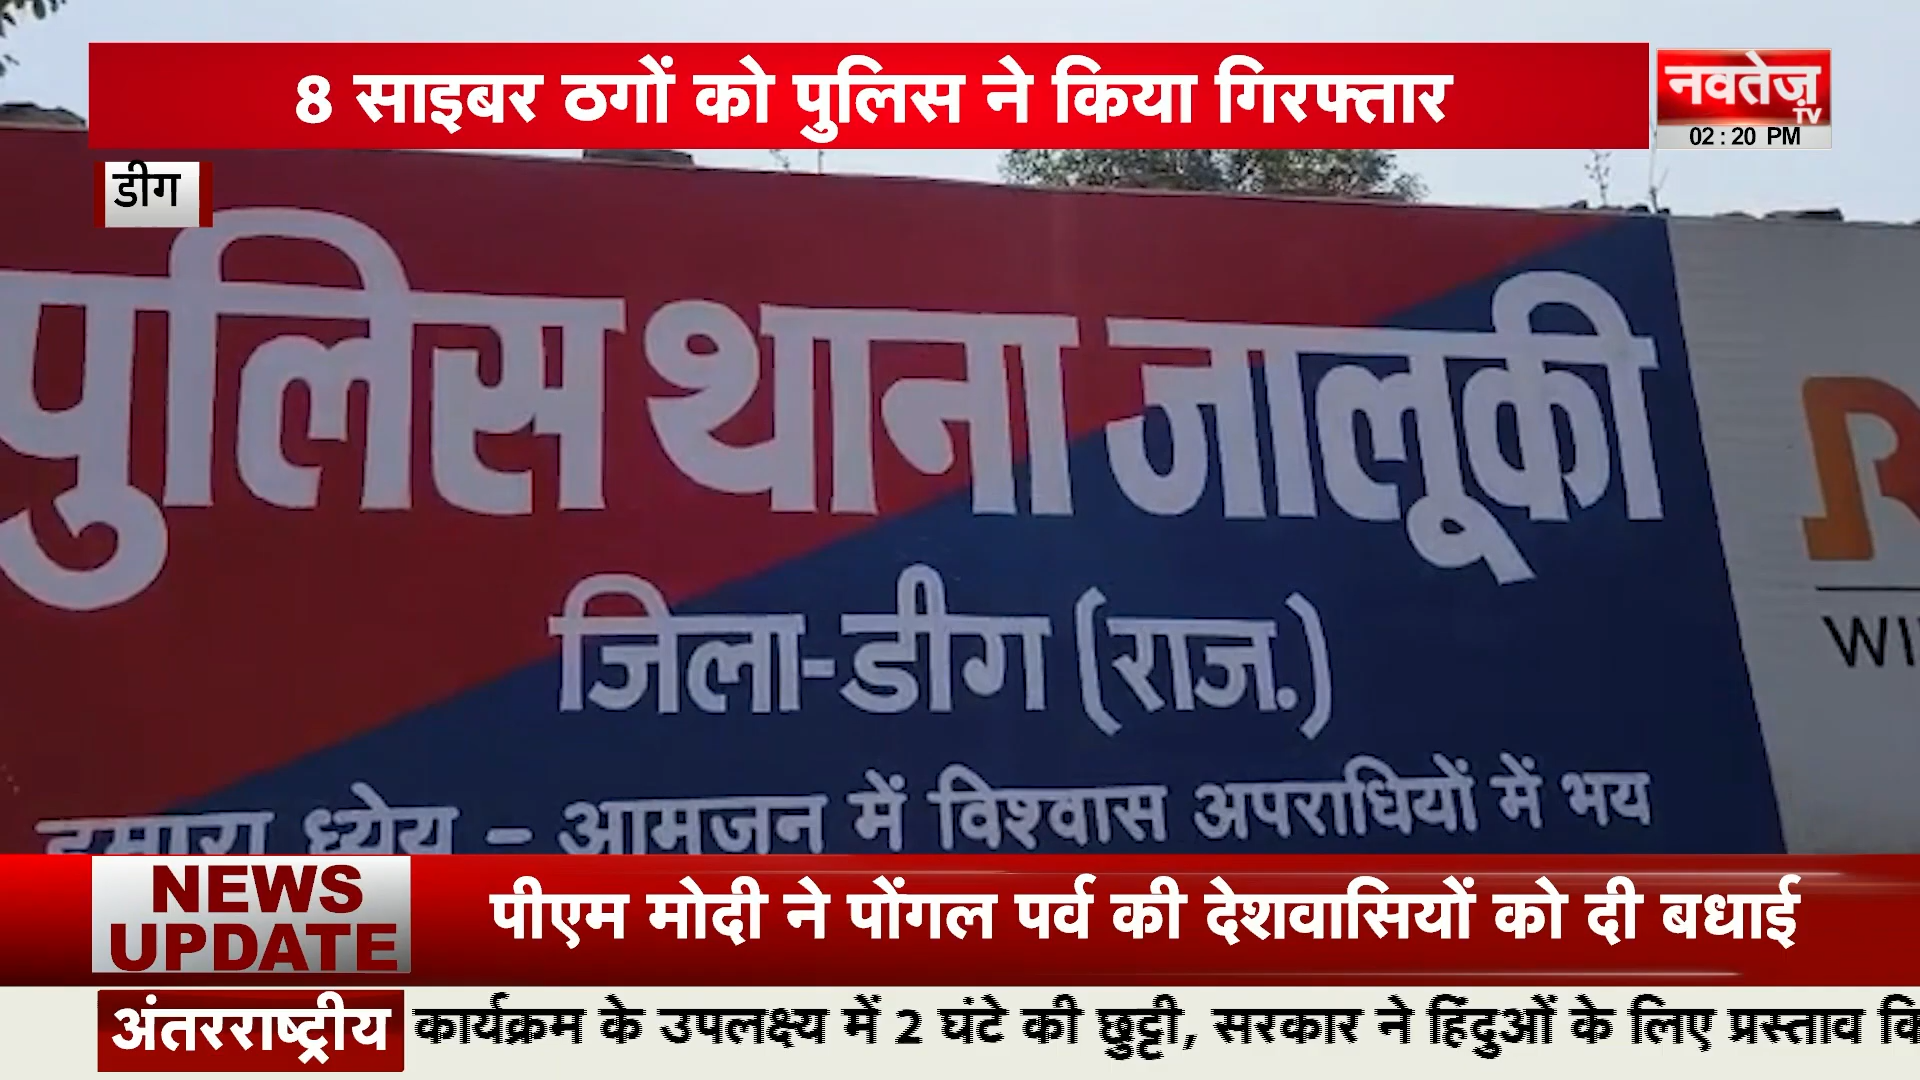 8 साइबर ठगों को पुलिस ने किया गिरफ्तार
नवतेज़
TV
02:20 PM
डीग
पुलिस थाना जालूकी
जिला-डीग (राज.)
हमारा ध्येय – आमजन में विश्वास अपराधियों में भय
NEWS
UPDATE
पीएम मोदी ने पोंगल पर्व की देशवासियों को दी बधाई
अंतरराष्ट्रीय
कार्यक्रम के उपलक्ष्य में 2 घंटे की छुट्टी, सरकार ने हिंदुओं के लिए प्रस्ताव